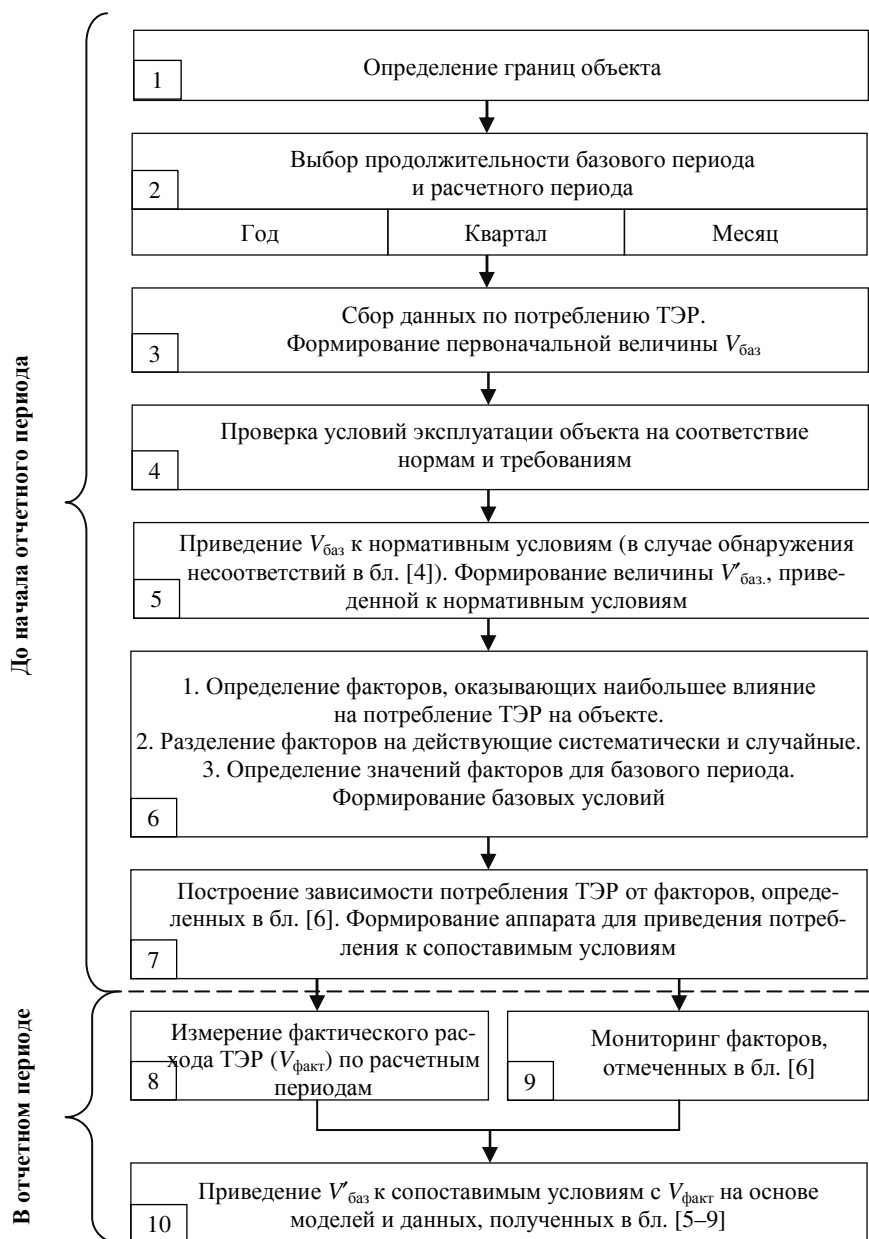 До начала отчетного периода
Определение границ объекта
1
Выбор продолжительности базового периода
и расчетного периода
2
Год
Квартал
Месяц
Сбор данных по потреблению ТЭР.
Формирование первоначальной величины Vбаз
3
Проверка условий эксплуатации объекта на соответствие
нормам и требованиям
4
Приведение Vбаз к нормативным условиям (в случае обнаружения
несоответствий в бл. [4]). Формирование величины V′баз., приве-
денной к нормативным условиям
5
1. Определение факторов, оказывающих наибольшее влияние
на потребление ТЭР на объекте.
2. Разделение факторов на действующие систематически и случайные.
3. Определение значений факторов для базового периода.
Формирование базовых условий
6
Построение зависимости потребления ТЭР от факторов, опреде-
ленных в бл. [6]. Формирование аппарата для приведения потреб-
ления к сопоставимым условиям
7
В отчетном периоде
Измерение фактического рас-
хода ТЭР (Vфакт) по расчетным
периодам
8
Мониторинг факторов,
отмеченных в бл. [6]
9
Приведение V′баз к сопоставимым условиям с Vфакт на основе
моделей и данных, полученных в бл. [5–9]
10